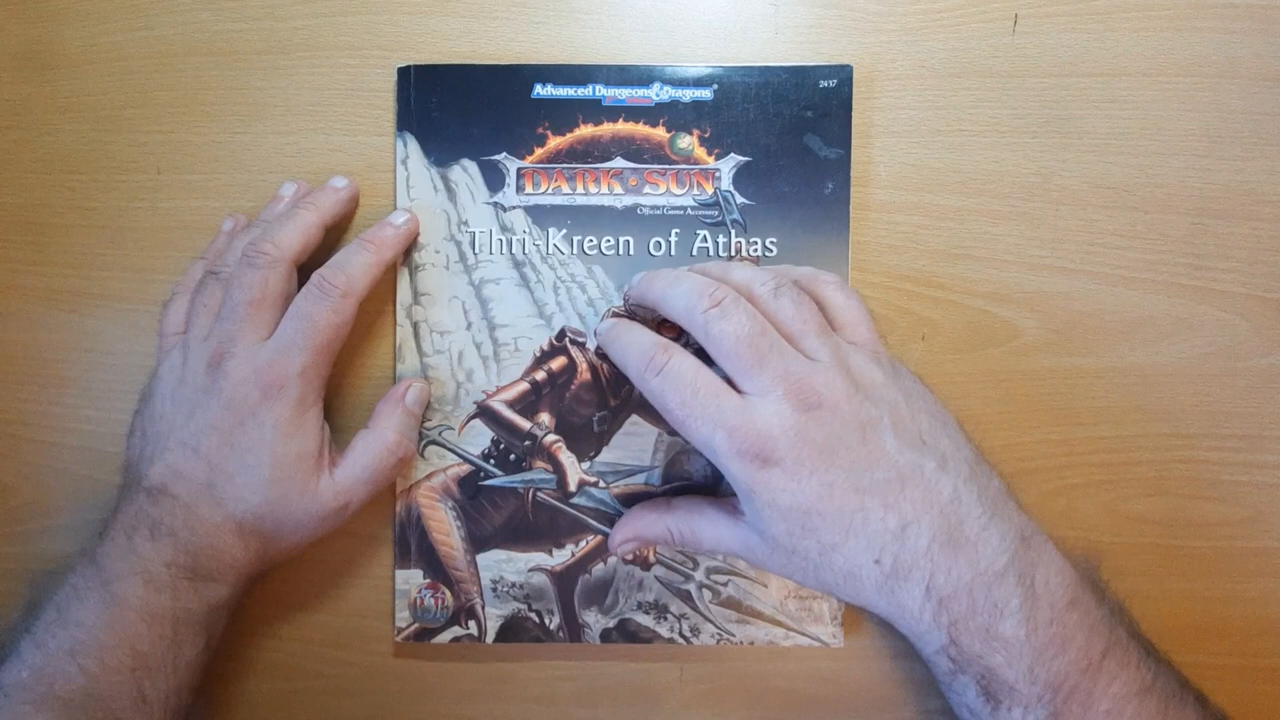 2437
Advanced Dungeons & Dragons®
DARK • SUN
Official Game Accessory
Thri-Kreen of Athas